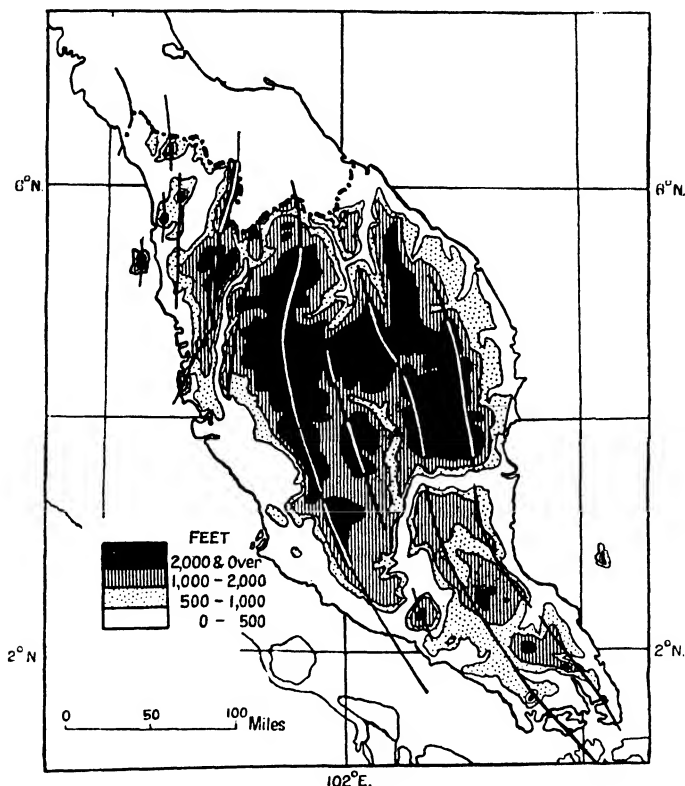 6°N. 6°N.
FEET
2,000 & Over
1,000 - 2,000
500 - 1,000
0 - 500
2°N 2°N.
0 50 100 Miles
102°E.